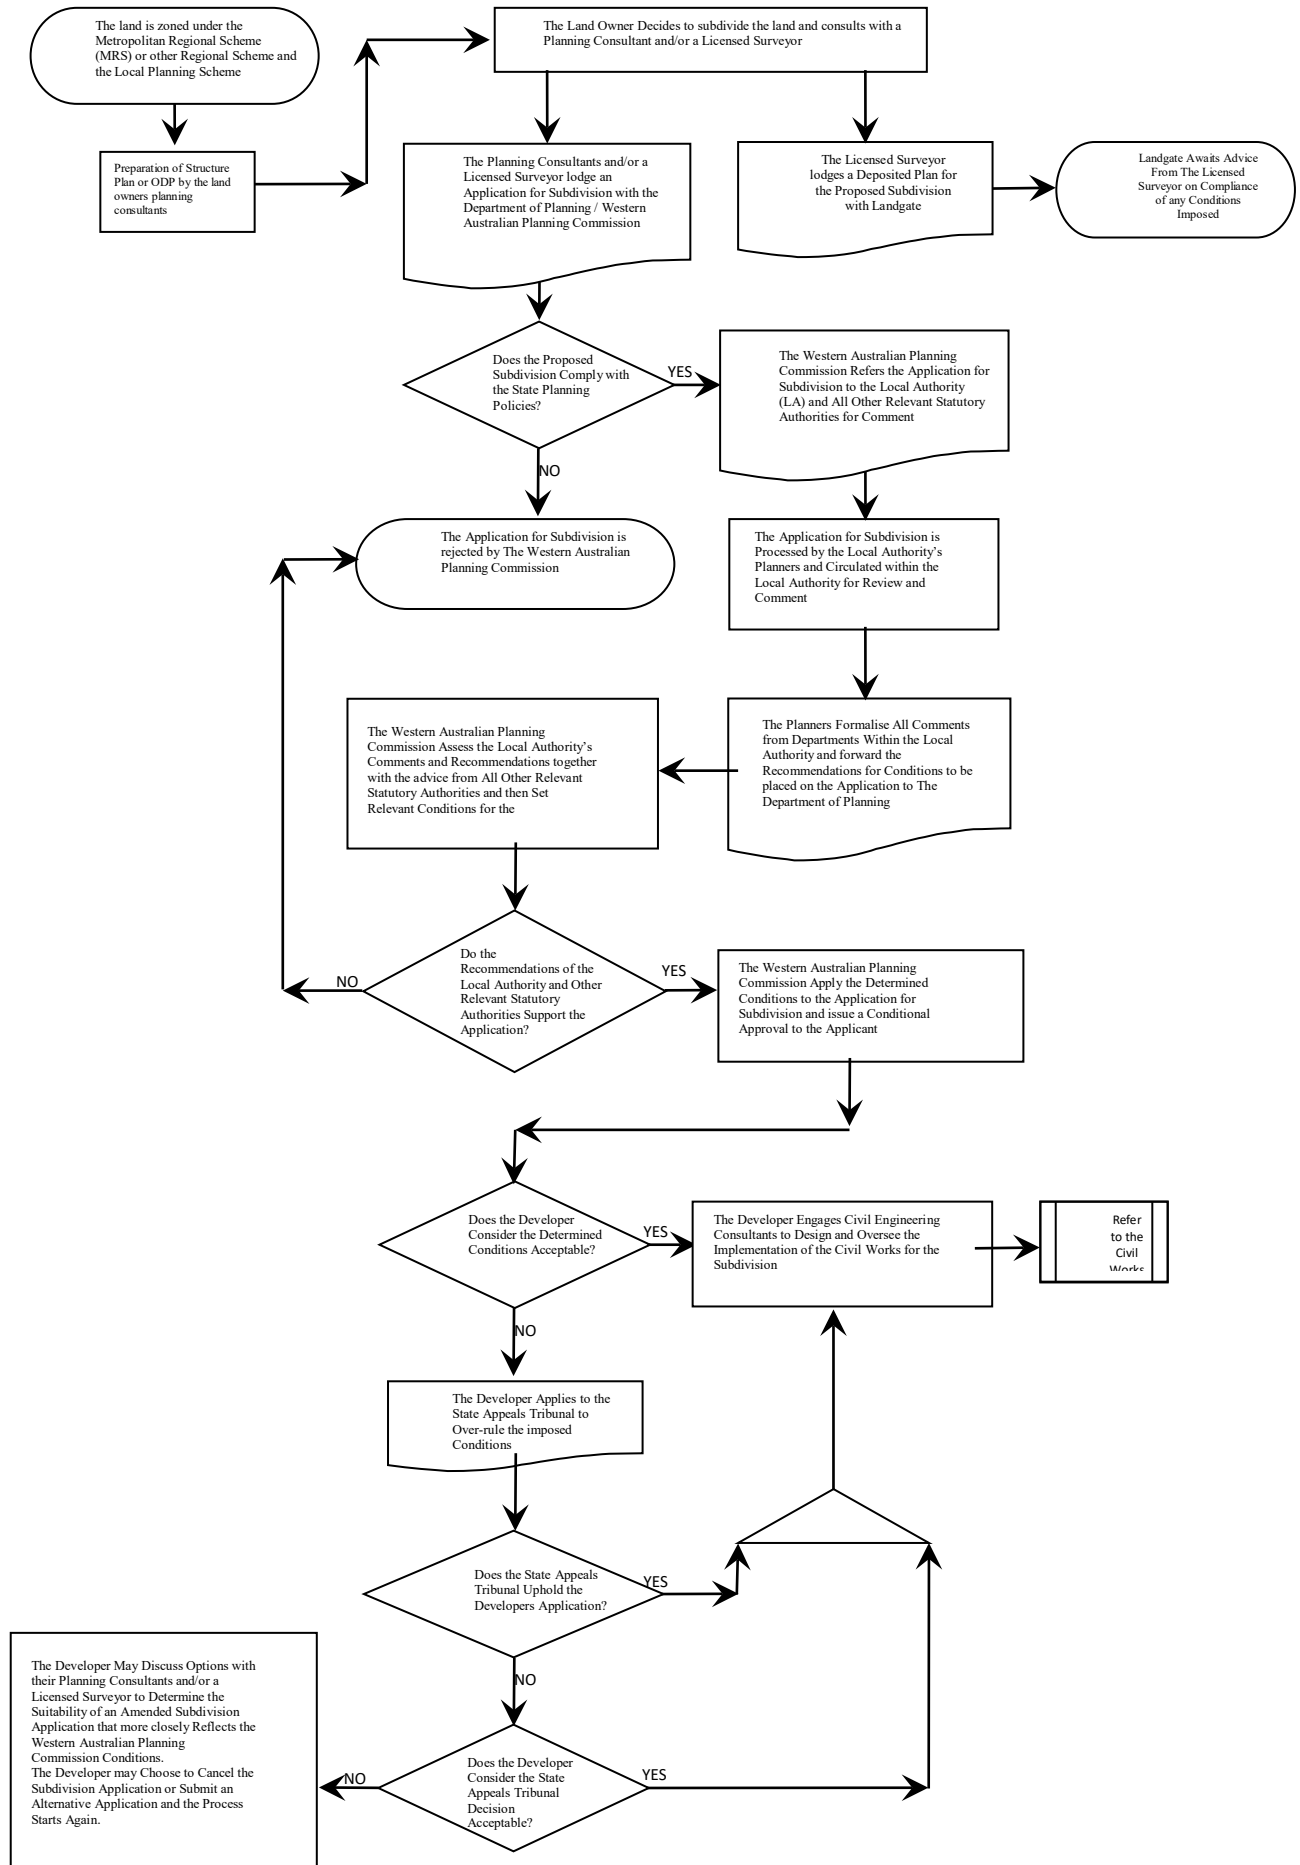 The land is zoned under the
Metropolitan Regional Scheme
(MRS) or other Regional Scheme and
the Local Planning Scheme
The Land Owner Decides to subdivide the land and consults with a
Planning Consultant and/or a Licensed Surveyor
Preparation of Structure
Plan or ODP by the land
owners planning
consultants
The Planning Consultants and/or a
Licensed Surveyor lodge an
Application for Subdivision with the
Department of Planning / Western
Australian Planning Commission
The Licensed Surveyor
lodges a Deposited Plan for
the Proposed Subdivision
with Landgate
Landgate Awaits Advice
From The Licensed
Surveyor on Compliance
of any Conditions
Imposed
Does the Proposed
Subdivision Comply with
the State Planning
Policies?
YES
The Western Australian Planning
Commission Refers the Application for
Subdivision to the Local Authority
(LA) and All Other Relevant Statutory
Authorities for Comment
NO
The Application for Subdivision is
rejected by The Western Australian
Planning Commission
The Application for Subdivision is
Processed by the Local Authority's
Planners and Circulated within the
Local Authority for Review and
Comment
The Western Australian Planning
Commission Assess the Local Authority's
Comments and Recommendations together
with the advice from All Other Relevant
Statutory Authorities and then Set
Relevant Conditions for the
The Planners Formalise All Comments
from Departments Within the Local
Authority and forward the
Recommendations for Conditions to be
placed on the Application to The
Department of Planning
Do the
Recommendations of the
Local Authority and Other
Relevant Statutory
Authorities Support the
Application?
NO
YES
The Western Australian Planning
Commission Apply the Determined
Conditions to the Application for
Subdivision and issue a Conditional
Approval to the Applicant
Does the Developer
Consider the Determined
Conditions Acceptable?
YES
The Developer Engages Civil Engineering
Consultants to Design and Oversee the
Implementation of the Civil Works for the
Subdivision
Refer
to the
Civil
Works
NO
The Developer Applies to the
State Appeals Tribunal to
Over-rule the imposed
Conditions
Does the State Appeals
Tribunal Uphold the
Developers Application?
YES
NO
The Developer May Discuss Options with
their Planning Consultants and/or a
Licensed Surveyor to Determine the
Suitability of an Amended Subdivision
Application that more closely Reflects the
Western Australian Planning
Commission Conditions.
The Developer may Choose to Cancel the
Subdivision Application or Submit an
Alternative Application and the Process
Starts Again.
NO
Does the Developer
Consider the State
Appeals Tribunal
Decision
Acceptable?
YES